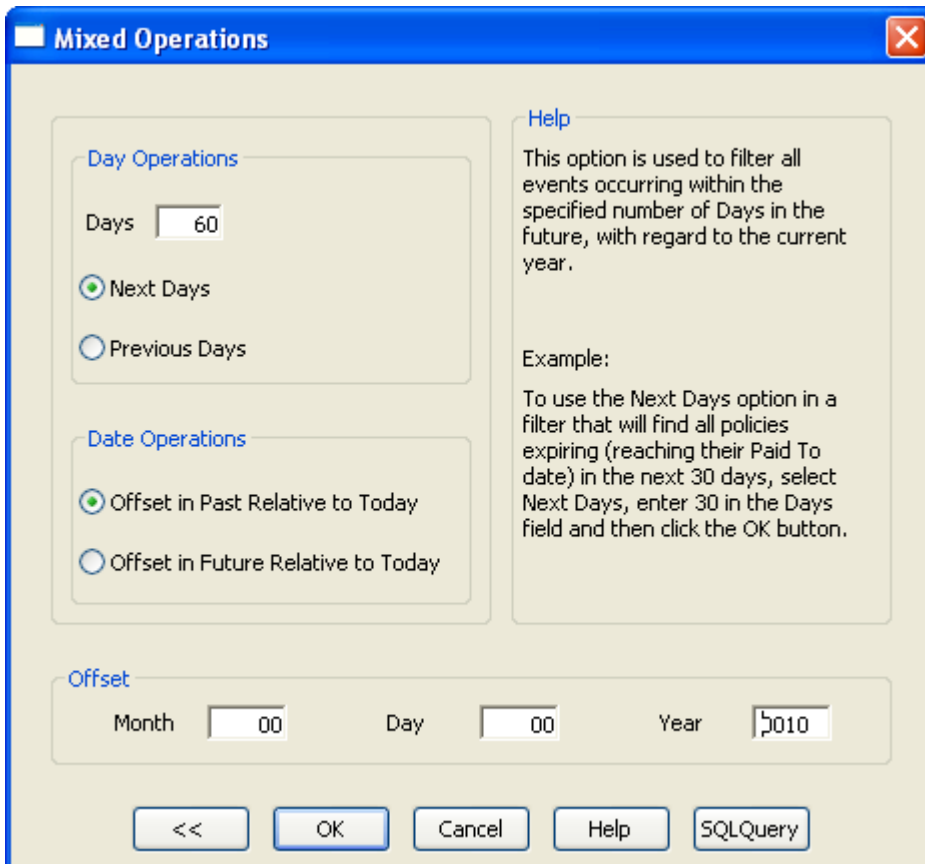 Mixed Operations
Day Operations
Days 60
Next Days
Previous Days
Date Operations
Offset in Past Relative to Today
Offset in Future Relative to Today
Help
This option is used to filter all
events occurring within the
specified number of Days in the
future, with regard to the current
year.
Example:
To use the Next Days option in a
filter that will find all policies
expiring (reaching their Paid To
date) in the next 30 days, select
Next Days, enter 30 in the Days
field and then click the OK button.
Offset
Month 00 Day 00 Year 0010
<< OK Cancel Help SQLQuery